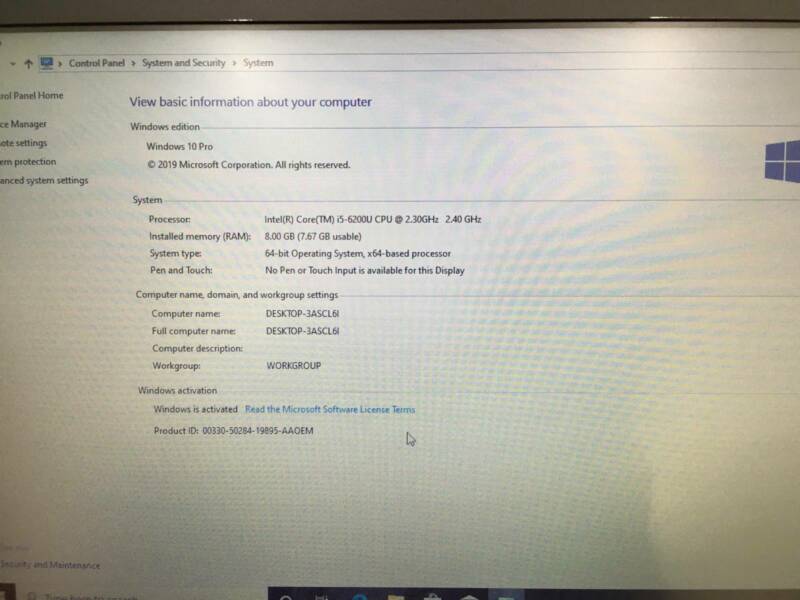 Control Panel > System and Security > System
rol Panel Home
ce Manager
ote settings
em protection
anced system settings
View basic information about your computer
Windows edition
Windows 10 Pro
© 2019 Microsoft Corporation. All rights reserved.
System
Processor: Intel(R) Core(TM) i5-6200U CPU @ 2.30GHz 2.40 GHz
Installed memory (RAM): 8.00 GB (7.67 GB usable)
System type: 64-bit Operating System, x64-based processor
Pen and Touch: No Pen or Touch Input is available for this Display
Computer name, domain, and workgroup settings
Computer name: DESKTOP-3ASCL6I
Full computer name: DESKTOP-3ASCL6I
Computer description:
Workgroup: WORKGROUP
Windows activation
Windows is activated Read the Microsoft Software License Terms
Product ID: 00330-50284-19895-AAOEM
See also
Security and Maintenance
Type here to search